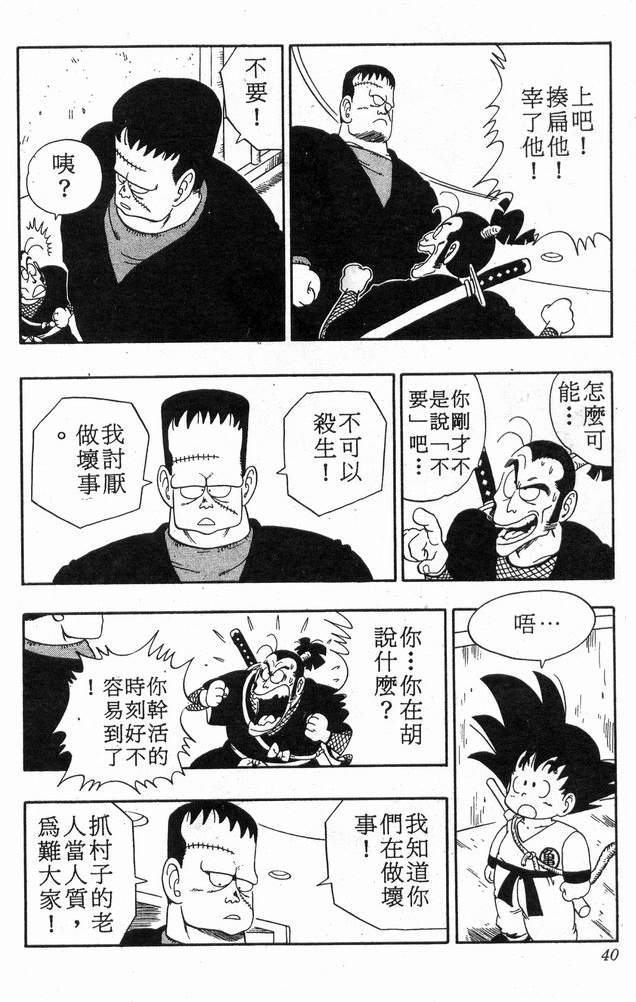 上吧！
揍扁他！
宰了他！
不要！
咦？
怎麼可
能…
你剛才不
是說「不
要」吧…
不可以
殺生！
我討厭
做壞事
。
唔…
龜
你…你在胡
說什麼？
你幹活的
時刻好不
容易到了
！
我知道你
們在做壞
事！
抓村子的老
人當人質，
爲難大家！
40